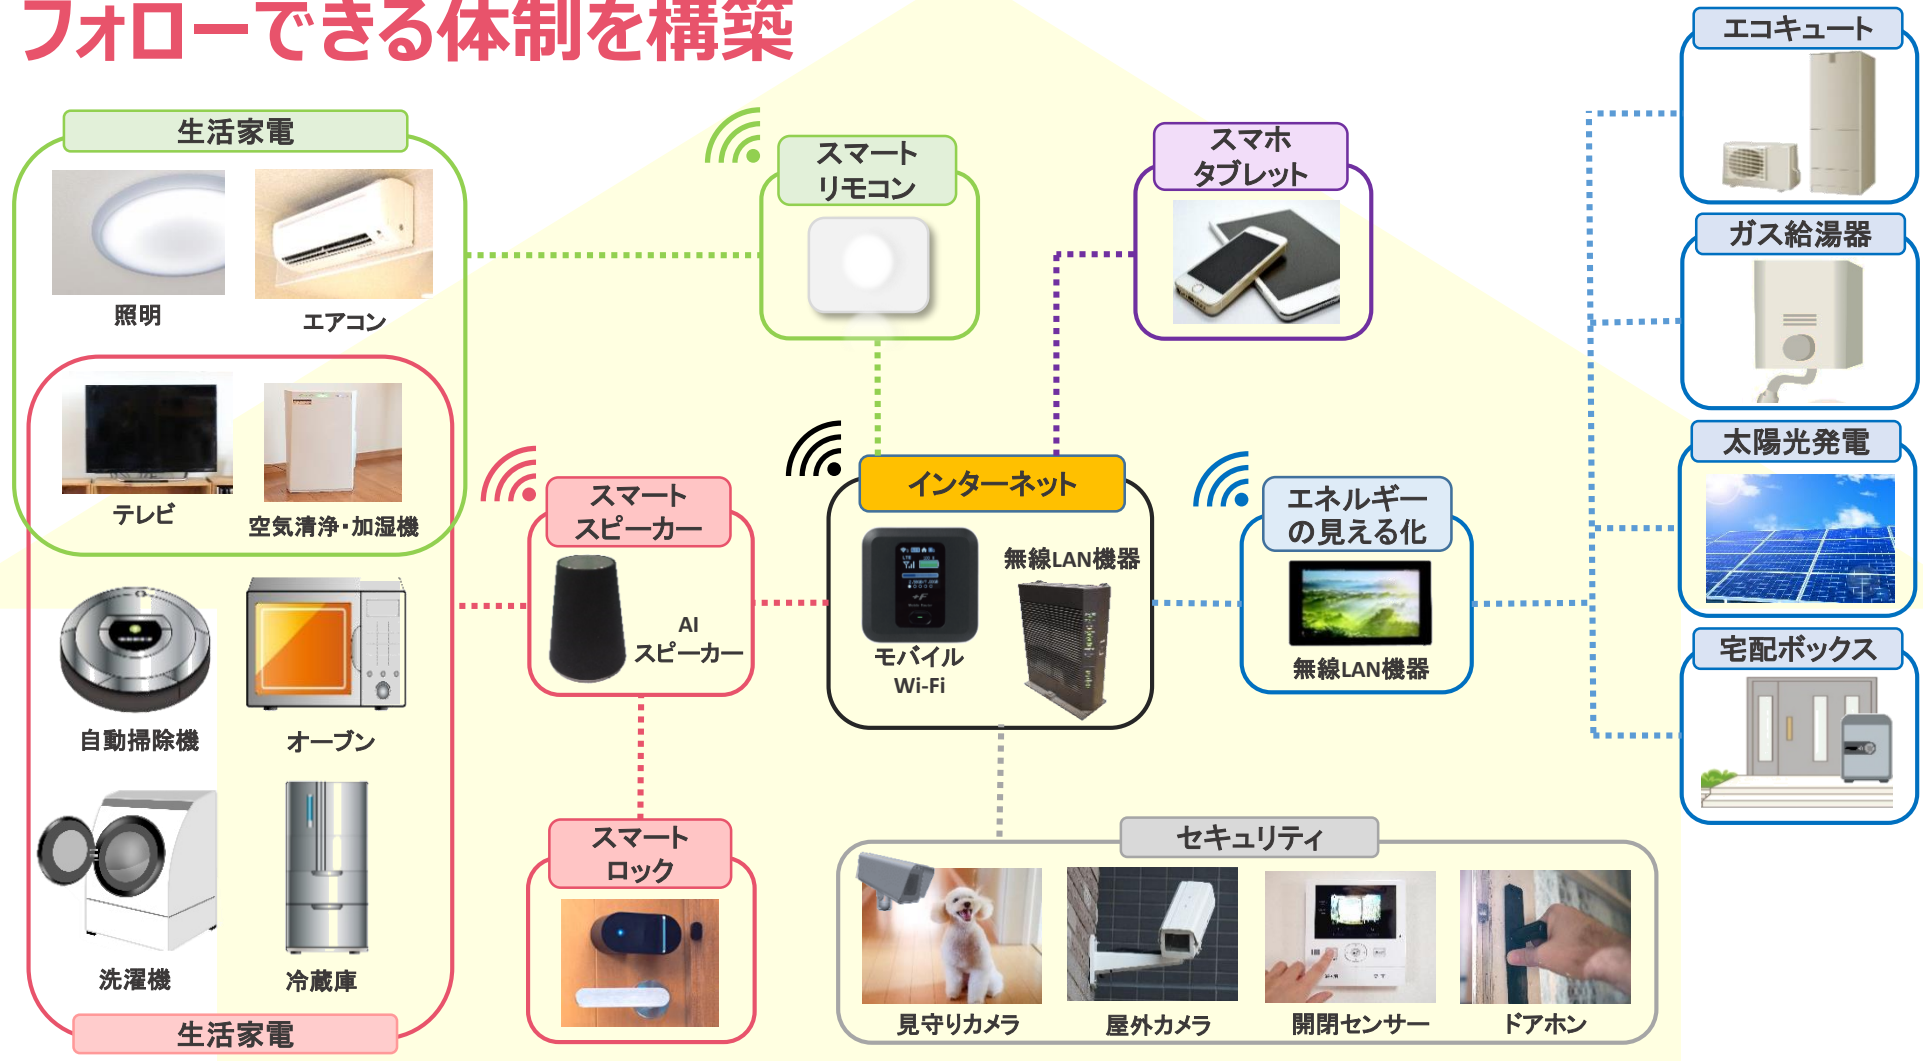 フォローできる体制を構築
生活家電
照明
エアコン
テレビ
空気清浄・加湿機
自動掃除機
オーブン
洗濯機
冷蔵庫
生活家電
スマート
リモコン
スマホ
タブレット
スマート
スピーカー
AI
スピーカー
インターネット
モバイル
Wi-Fi
無線LAN機器
エネルギー
の見える化
無線LAN機器
スマート
ロック
セキュリティ
見守りカメラ
屋外カメラ
開閉センサー
ドアホン
エコキュート
ガス給湯器
太陽光発電
宅配ボックス